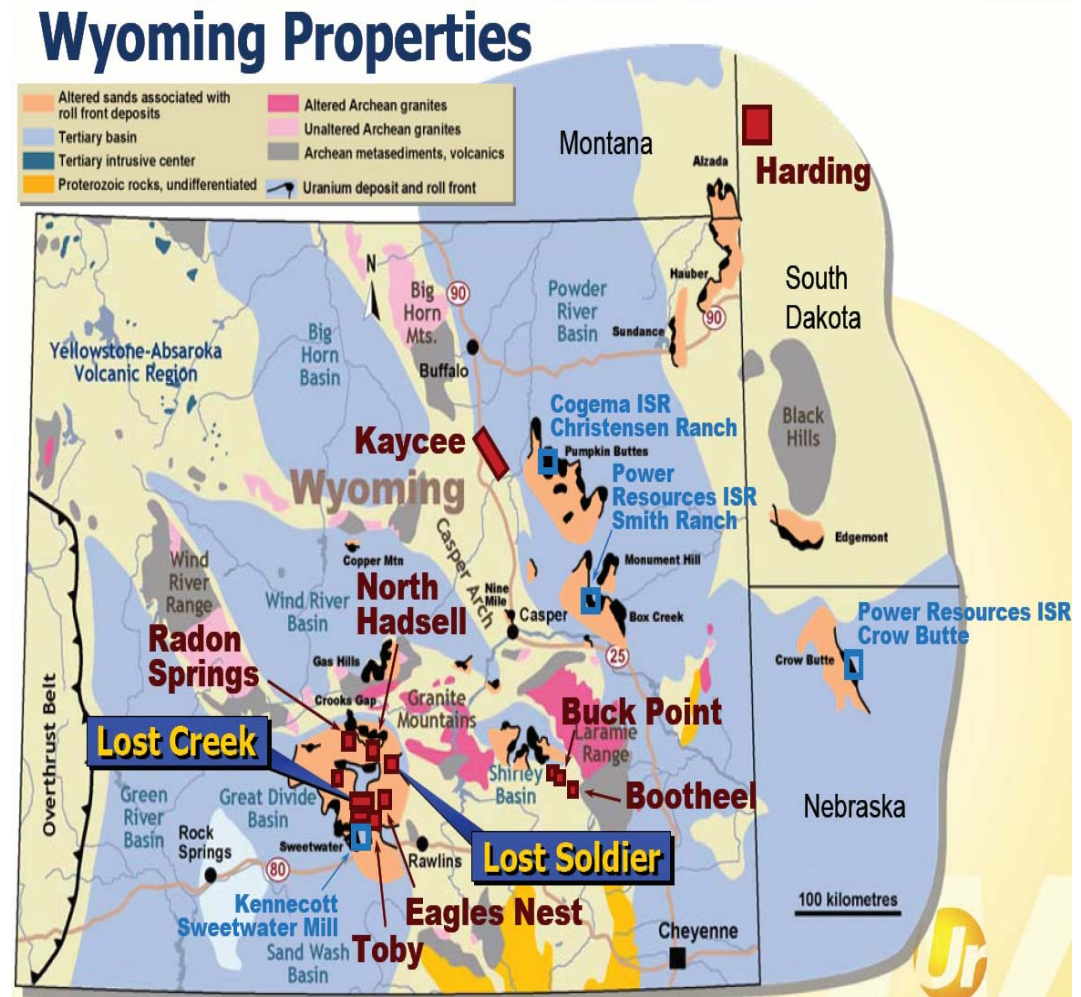 Wyoming Properties
Altered sands associated with
roll front deposits
Tertiary basin
Tertiary intrusive center
Proterozoic rocks, undifferentiated
Altered Archean granites
Unaltered Archean granites
Archean metasediments, volcanics
Uranium deposit and roll front
Montana
Alzada
Harding
N
Big
Horn
Mts.
90
Powder
River
Basin
Hauber
90
South
Dakota
Sundance
Yellowstone-Absaroka
Volcanic Region
Big
Horn
Basin
Buffalo
Cogema ISR
Christensen Ranch
Black
Hills
Kaycee
Pumpkin Buttes
Wyoming
Power
Resources ISR
Smith Ranch
Edgemont
Casper Arch
Copper Mtn
Monument Hill
Wind
River
Range
Wind River
Basin
North
Hadsell
Nine
Mile
Casper
Box Creek
Power Resources ISR
Crow Butte
Radon
Springs
25
Crow Butte
Gas Hills
Crooks Gap
Granite
Mountains
Buck Point
Laramie
Range
Overthrust Belt
Lost Creek
Shirley
Basin
Bootheel
Green
River
Basin
Great Divide
Basin
Nebraska
Rock
Springs
Sweetwater
Rawlins
Lost Soldier
80
Kennecott
Sweetwater Mill
Eagles Nest
100 kilometres
Sand Wash
Basin
Toby
Cheyenne
Ur